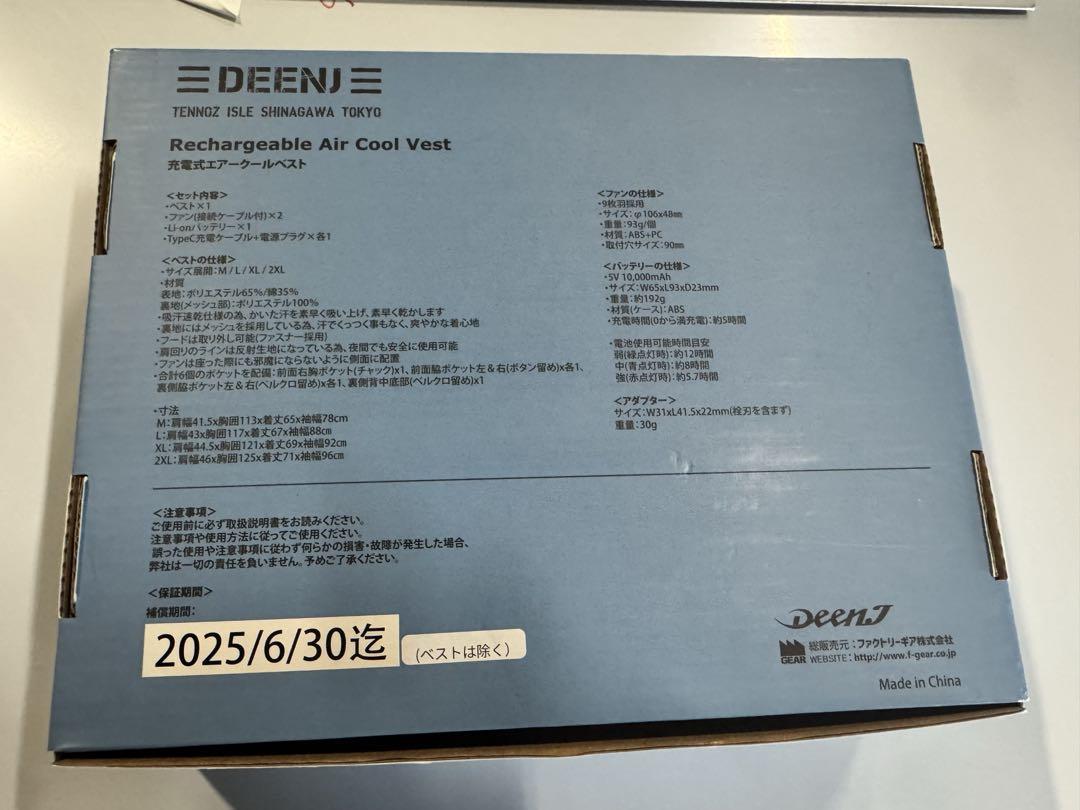 DEENJ
TENNOZ ISLE SHINAGAWA TOKYO
Rechargeable Air Cool Vest
充電式エアークールベスト
＜セット内容＞
・ベスト×1
・ファン(接続ケーブル付)×2
・Li-onバッテリー×1
・TypeC充電ケーブル+電源プラグ×各1
＜ベストの仕様＞
・サイズ展開：M / L / XL / 2XL
・材質
表地：ポリエステル65％/綿35％
裏地(メッシュ部)：ポリエステル100％
・吸汗速乾仕様の為、かいた汗を素早く吸い上げ、素早く乾かします
・裏地にはメッシュを採用している為、汗でくっつく事もなく、爽やかな着心地
・フードは取り外し可能(ファスナー採用)
・肩回りのラインは反射生地になっている為、夜間でも安全に使用可能
・ファンは座った際にも邪魔にならないように側面に配置
・合計6個のポケットを配備：前面右胸ポケット(チャック)x1、前面脇ポケット左＆右(ボタン留め)x各1、
裏側脇ポケット左＆右(ベルクロ留め)x各1、裏側背中底部(ベルクロ留め)x1
・寸法
M：肩幅41.5x胸囲113x着丈65x袖幅78cm
L：肩幅43x胸囲117x着丈67x袖幅88cm
XL：肩幅44.5x胸囲121x着丈69x袖幅92cm
2XL：肩幅46x胸囲125x着丈71x袖幅96cm
＜ファンの仕様＞
・9枚羽採用
・サイズ：φ106x48㎜
・重量：93g/個
・材質：ABS+PC
・取付穴サイズ：90㎜
＜バッテリーの仕様＞
・5V 10,000mAh
・サイズ：W65xL93xD23mm
・重量：約192g
・材質(ケース)：ABS
・充電時間(0から満充電)：約5時間
・電池使用可能時間目安
弱(緑点灯時)：約12時間
中(青点灯時)：約8時間
強(赤点灯時)：約5.7時間
＜アダプター＞
サイズ：W31xL41.5x22mm(栓刃を含まず)
重量：30g
＜注意事項＞
ご使用前に必ず取扱説明書をお読みください。
注意事項や使用方法に従ってご使用ください。
誤った使用や注意事項に従わず何らかの損害・故障が発生した場合、
弊社は一切の責任を負いません。予めご了承ください。
＜保証期間＞
補償期間：
2025/6/30迄
(ベストは除く)
DeenJ
GEAR
総販売元：ファクトリーギア株式会社
WEBSITE：http://www.f-gear.co.jp
Made in China